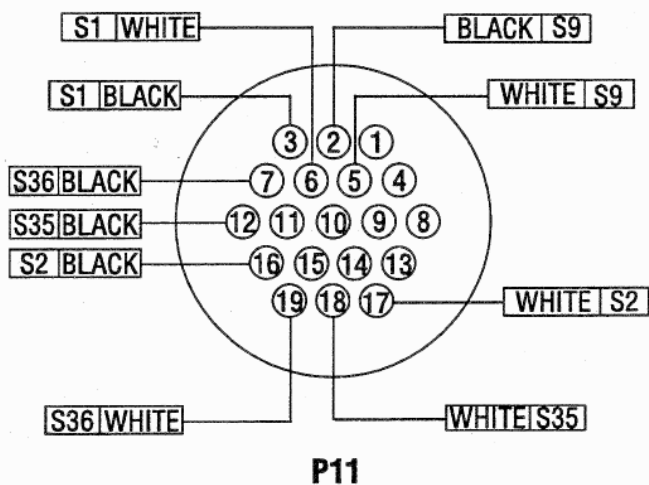 S1 WHITE
BLACK S9
S1 BLACK
WHITE S9
3 2 1
S36 BLACK
7 6 5 4
S35 BLACK
12 11 10 9 8
S2 BLACK
16 15 14 13
19 18 17
WHITE S2
S36 WHITE
WHITE S35
P11